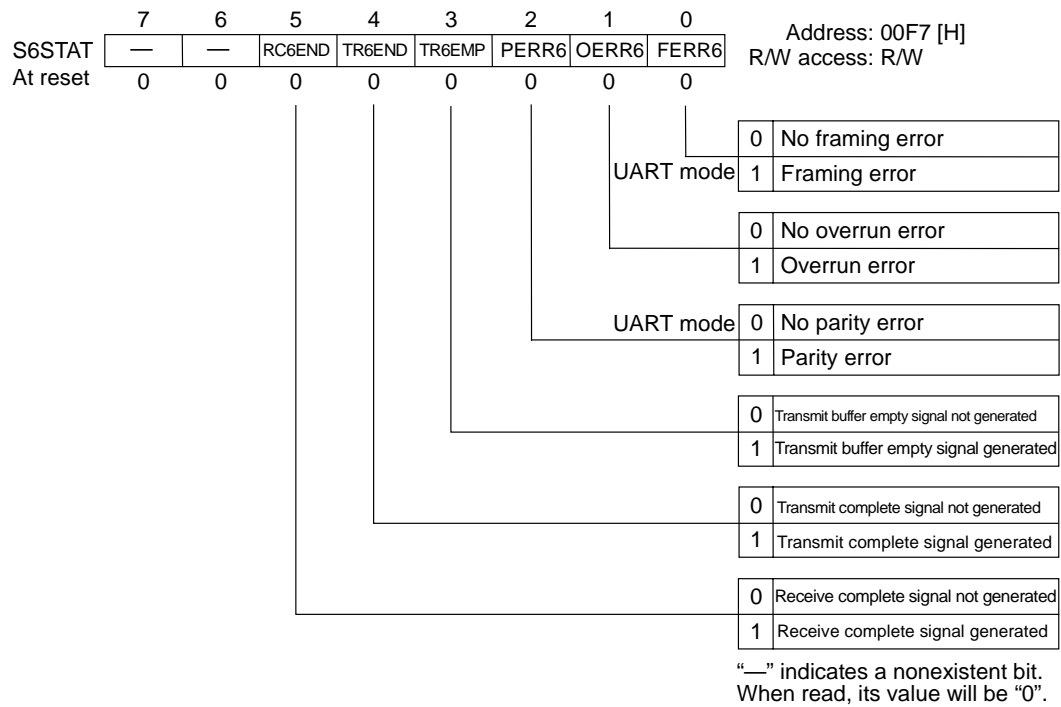 7 6 5 4 3 2 1 0
S6STAT — — RC6END TR6END TR6EMP PERR6 OERR6 FERR6
At reset 0 0 0 0 0 0 0 0
Address: 00F7 [H]
R/W access: R/W
0 No framing error
UART mode 1 Framing error
0 No overrun error
1 Overrun error
UART mode 0 No parity error
1 Parity error
0 Transmit buffer empty signal not generated
1 Transmit buffer empty signal generated
0 Transmit complete signal not generated
1 Transmit complete signal generated
0 Receive complete signal not generated
1 Receive complete signal generated
“—” indicates a nonexistent bit.
When read, its value will be “0”.